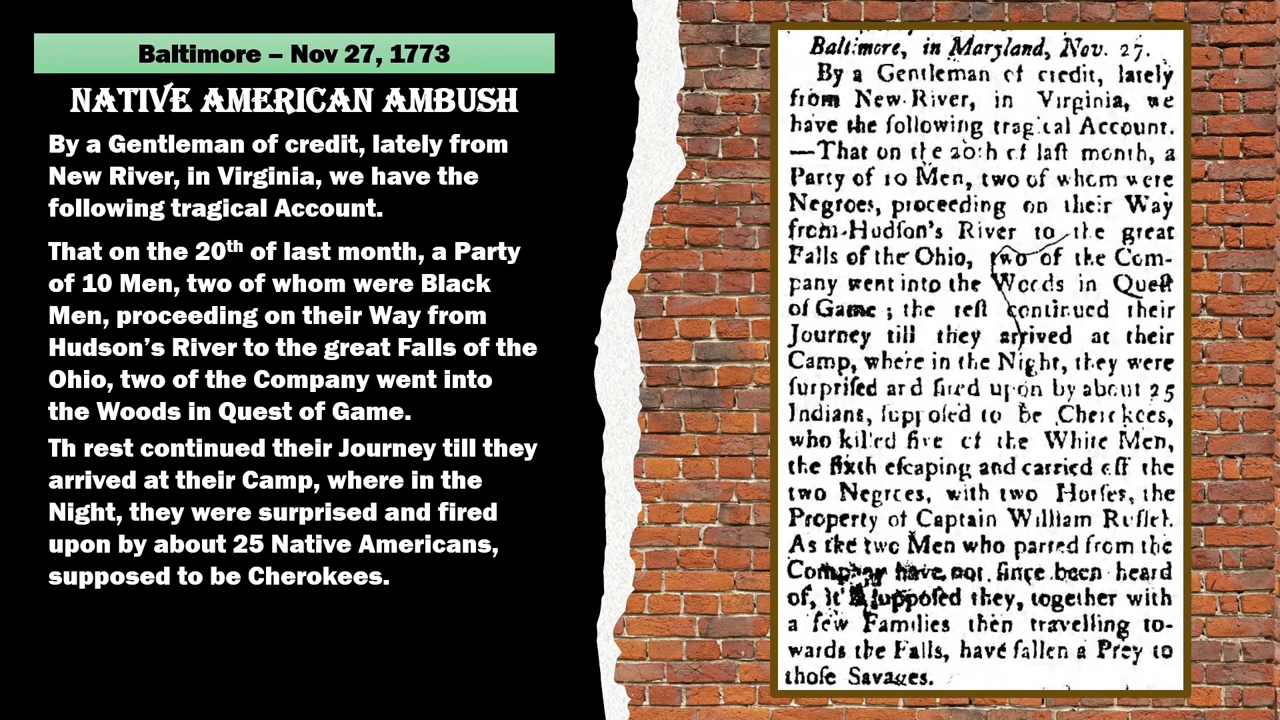 Baltimore – Nov 27, 1773
NATIVE AMERICAN AMBUSH
By a Gentleman of credit, lately from
New River, in Virginia, we have the
following tragical Account.
That on the 20th of last month, a Party
of 10 Men, two of whom were Black
Men, proceeding on their Way from
Hudson’s River to the great Falls of the
Ohio, two of the Company went into
the Woods in Quest of Game.
Th rest continued their Journey till they
arrived at their Camp, where in the
Night, they were surprised and fired
upon by about 25 Native Americans,
supposed to be Cherokees.
Baltimore, in Maryland, Nov. 27.
By a Gentleman of credit, lately
from New-River, in Virginia, we
have the following tragical Account.
—That on the 20th of laſt month, a
Party of 10 Men, two of whom were
Negroes, proceeding on their Way
from Hudſon's River to the great
Falls of the Ohio, two of the Com-
pany went into the Woods in Queſt
of Game ; the reſt continued their
Journey till they arrived at their
Camp, where in the Night, they were
ſurpriſed and fired upon by about 25
Indians, ſuppoſed to be Cherokees,
who killed five of the White Men,
the ſixth eſcaping and carried off the
two Negroes, with two Horſes, the
Property of Captain William Ruſſel.
As the two Men who parted from the
Company have not ſince been heard
of, it's ſuppoſed they, together with
a few Families then travelling to-
wards the Falls, have fallen a Prey to
thoſe Savages.